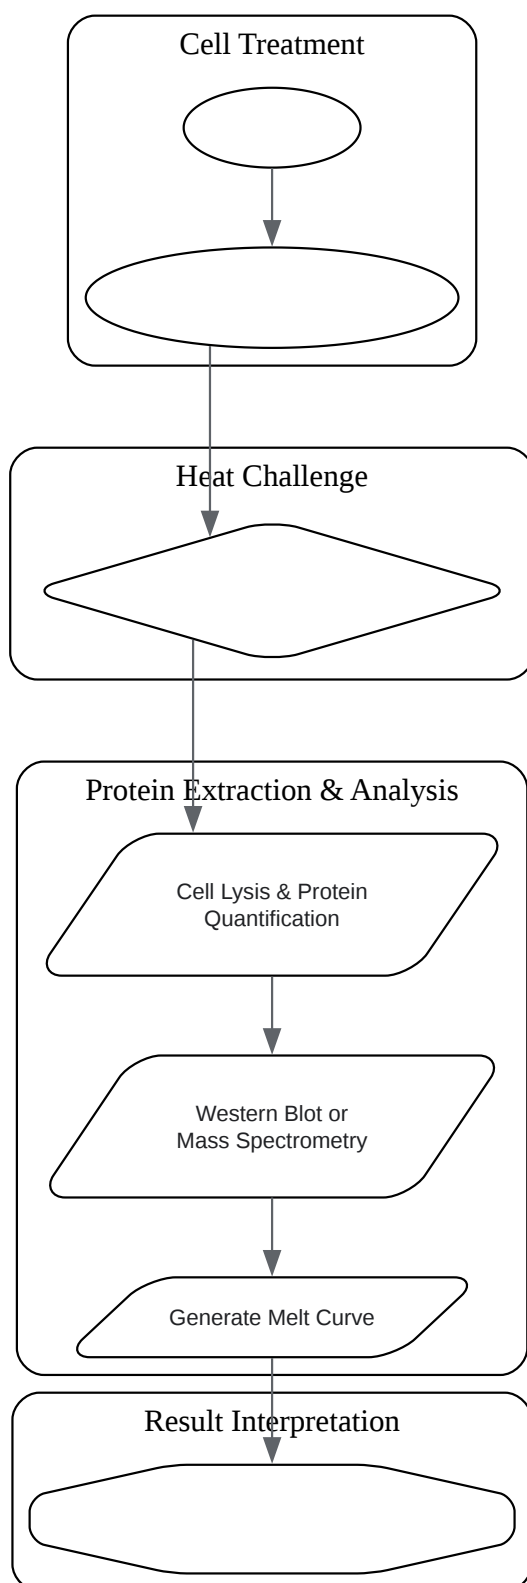 Cell Treatment
Heat Challenge
Protein Extraction & Analysis
Cell Lysis & Protein
Quantification
Western Blot or
Mass Spectrometry
Generate Melt Curve
Result Interpretation